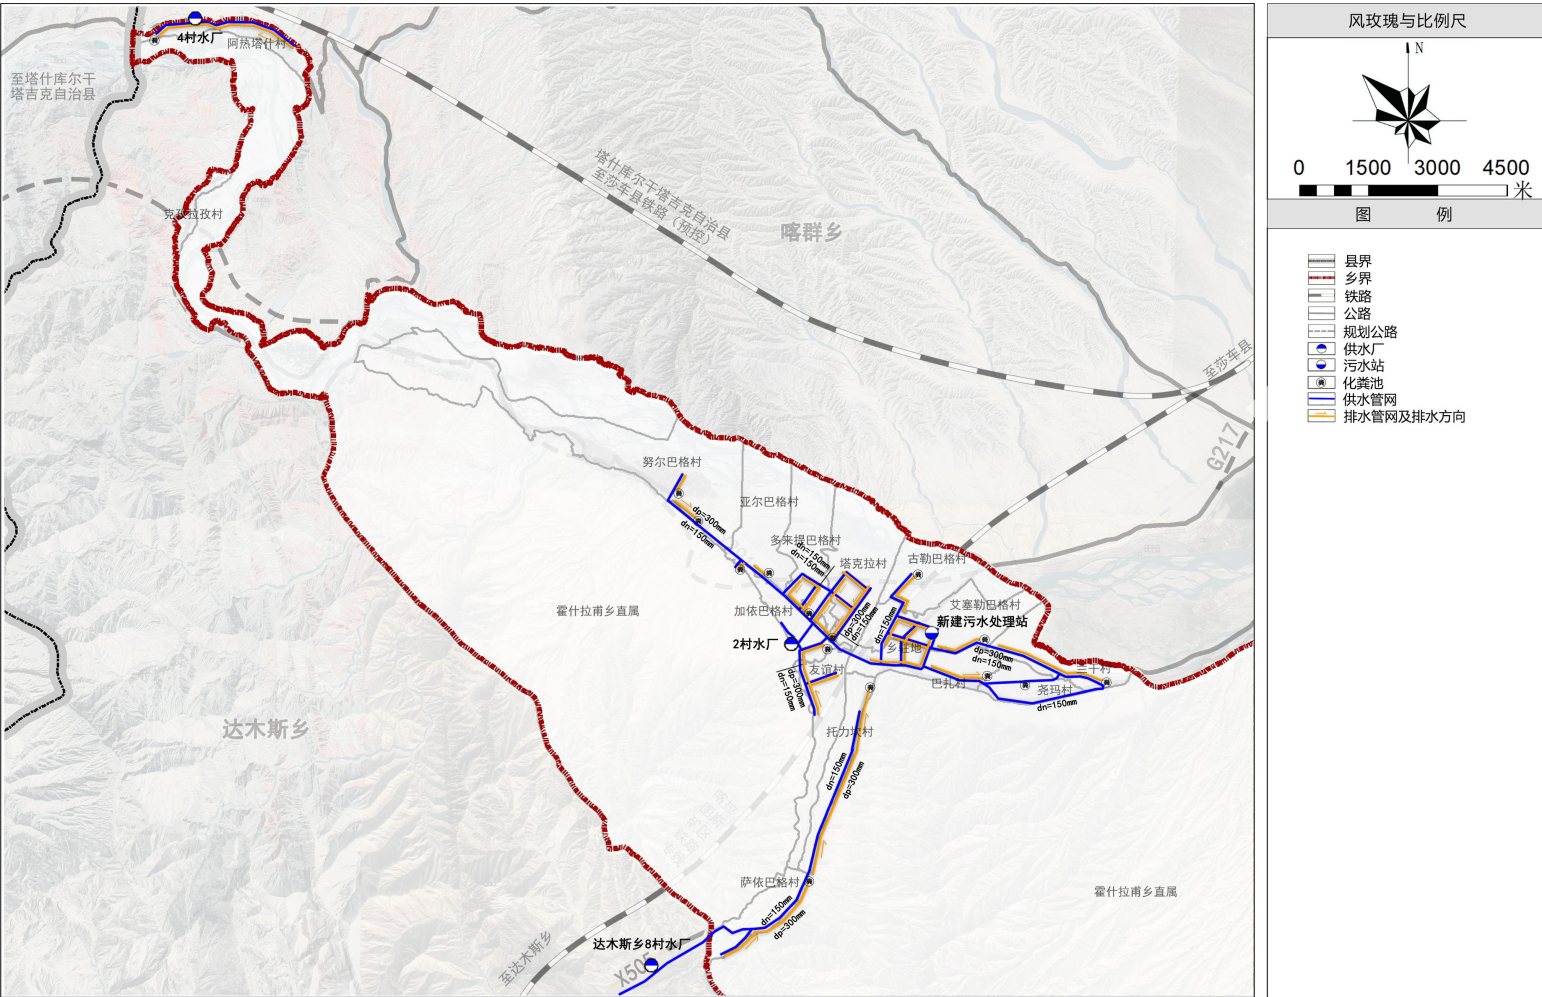 风玫瑰与比例尺
N
0 1500 3000 4500
米
图 例
县界
乡界
铁路
公路
规划公路
供水厂
污水站
化粪池
供水管网
排水管网及排水方向
4村水厂
阿热塔什村
至塔什库尔干
塔吉克自治县
克孜拉孜村
塔什库尔干塔吉克自治县
至莎车县铁路（预控）
喀群乡
至莎车县
G217
努尔巴格村
亚尔巴格村
dp=300mm
dn=150mm
多来提巴格村
dn=150mm
dn=150mm
塔克拉村
古勒巴格村
霍什拉甫乡直属
加依巴格村
艾塞勒巴格村
新建污水处理站
dp=300mm
dn=150mm
dn=150mm
2村水厂
乡驻地
友谊村
dp=300mm
dn=150mm
dp=300mm
dn=150mm
兰干村
巴扎村
尧玛村
dn=150mm
达木斯乡
托力坎村
dn=150mm
dp=300mm
萨依巴格村
霍什拉甫乡直属
dn=150mm
dp=300mm
达木斯乡8村水厂
至达木斯乡
X505